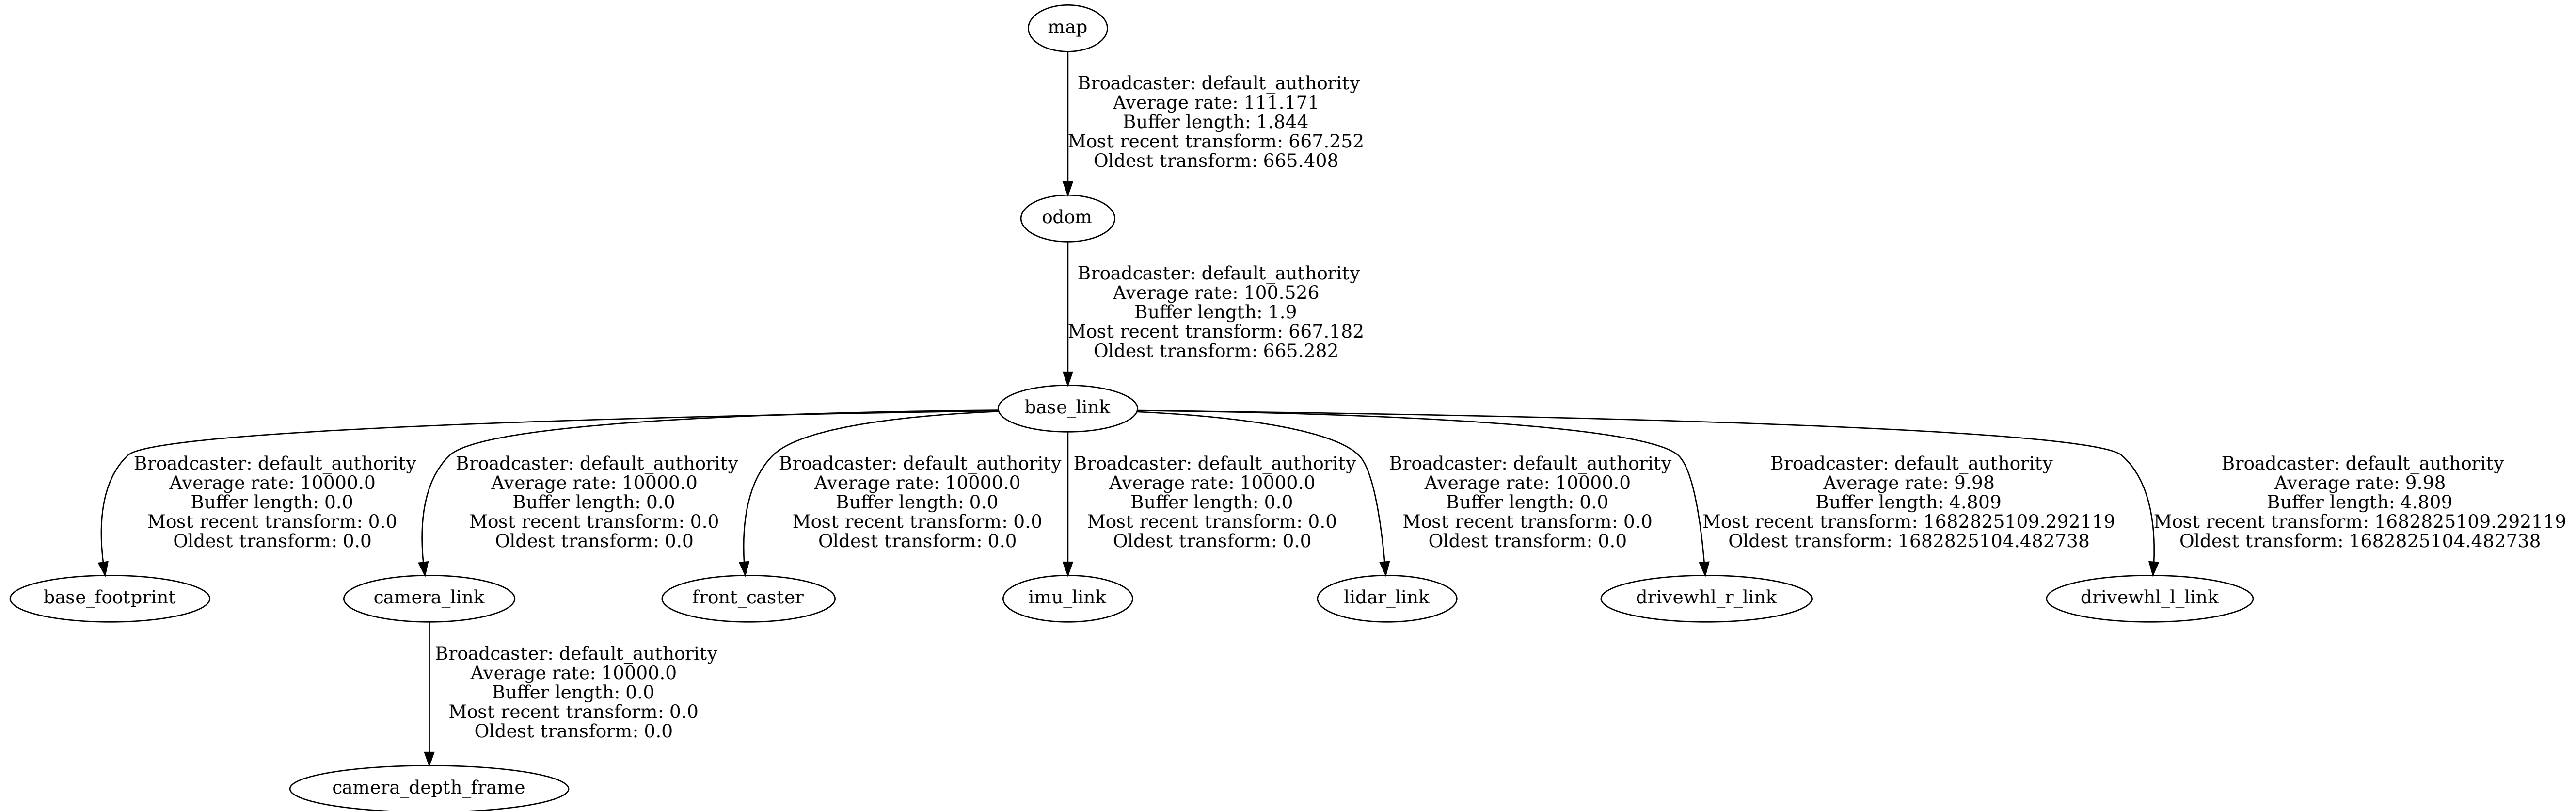 map
Broadcaster: default_authority
Average rate: 111.171
Buffer length: 1.844
Most recent transform: 667.252
Oldest transform: 665.408
odom
Broadcaster: default_authority
Average rate: 100.526
Buffer length: 1.9
Most recent transform: 667.182
Oldest transform: 665.282
base_link
Broadcaster: default_authority
Average rate: 10000.0
Buffer length: 0.0
Most recent transform: 0.0
Oldest transform: 0.0
Broadcaster: default_authority
Average rate: 10000.0
Buffer length: 0.0
Most recent transform: 0.0
Oldest transform: 0.0
Broadcaster: default_authority
Average rate: 10000.0
Buffer length: 0.0
Most recent transform: 0.0
Oldest transform: 0.0
Broadcaster: default_authority
Average rate: 10000.0
Buffer length: 0.0
Most recent transform: 0.0
Oldest transform: 0.0
Broadcaster: default_authority
Average rate: 10000.0
Buffer length: 0.0
Most recent transform: 0.0
Oldest transform: 0.0
Broadcaster: default_authority
Average rate: 9.98
Buffer length: 4.809
Most recent transform: 1682825109.292119
Oldest transform: 1682825104.482738
Broadcaster: default_authority
Average rate: 9.98
Buffer length: 4.809
Most recent transform: 1682825109.292119
Oldest transform: 1682825104.482738
base_footprint
camera_link
front_caster
imu_link
lidar_link
drivewhl_r_link
drivewhl_l_link
Broadcaster: default_authority
Average rate: 10000.0
Buffer length: 0.0
Most recent transform: 0.0
Oldest transform: 0.0
camera_depth_frame